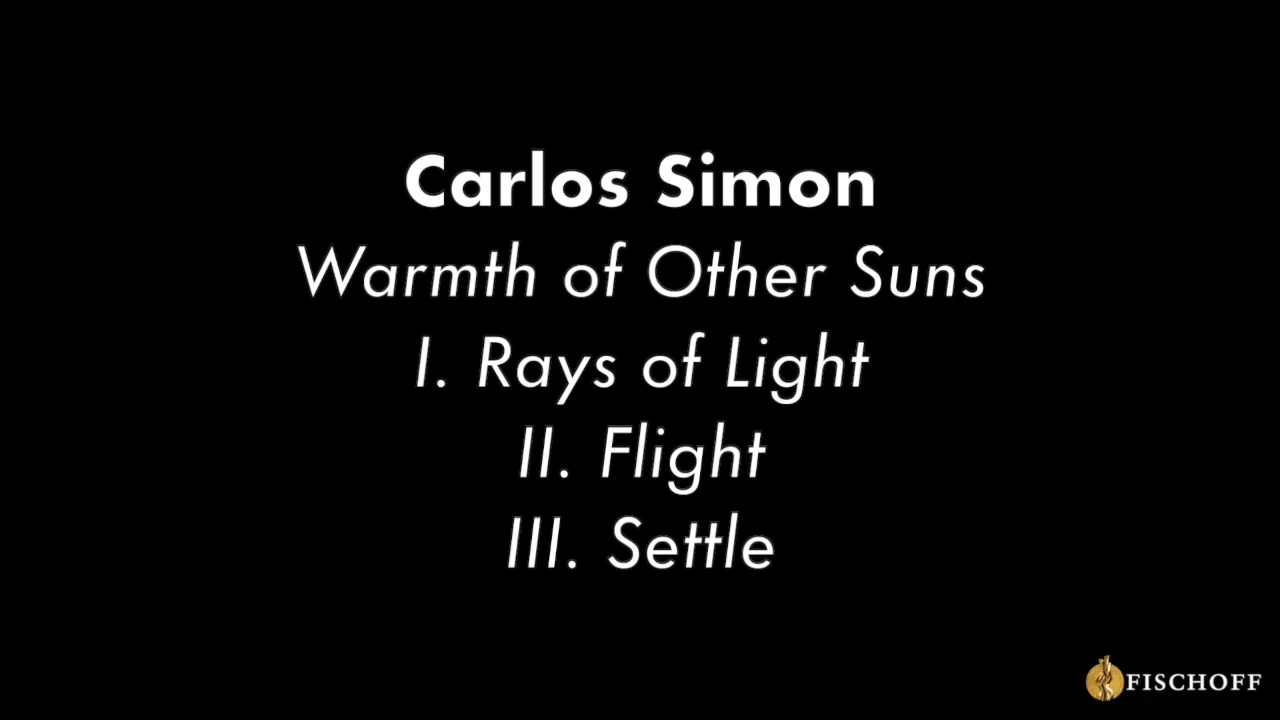 Carlos Simon
Warmth of Other Suns
I. Rays of Light
II. Flight
III. Settle
FISCHOFF